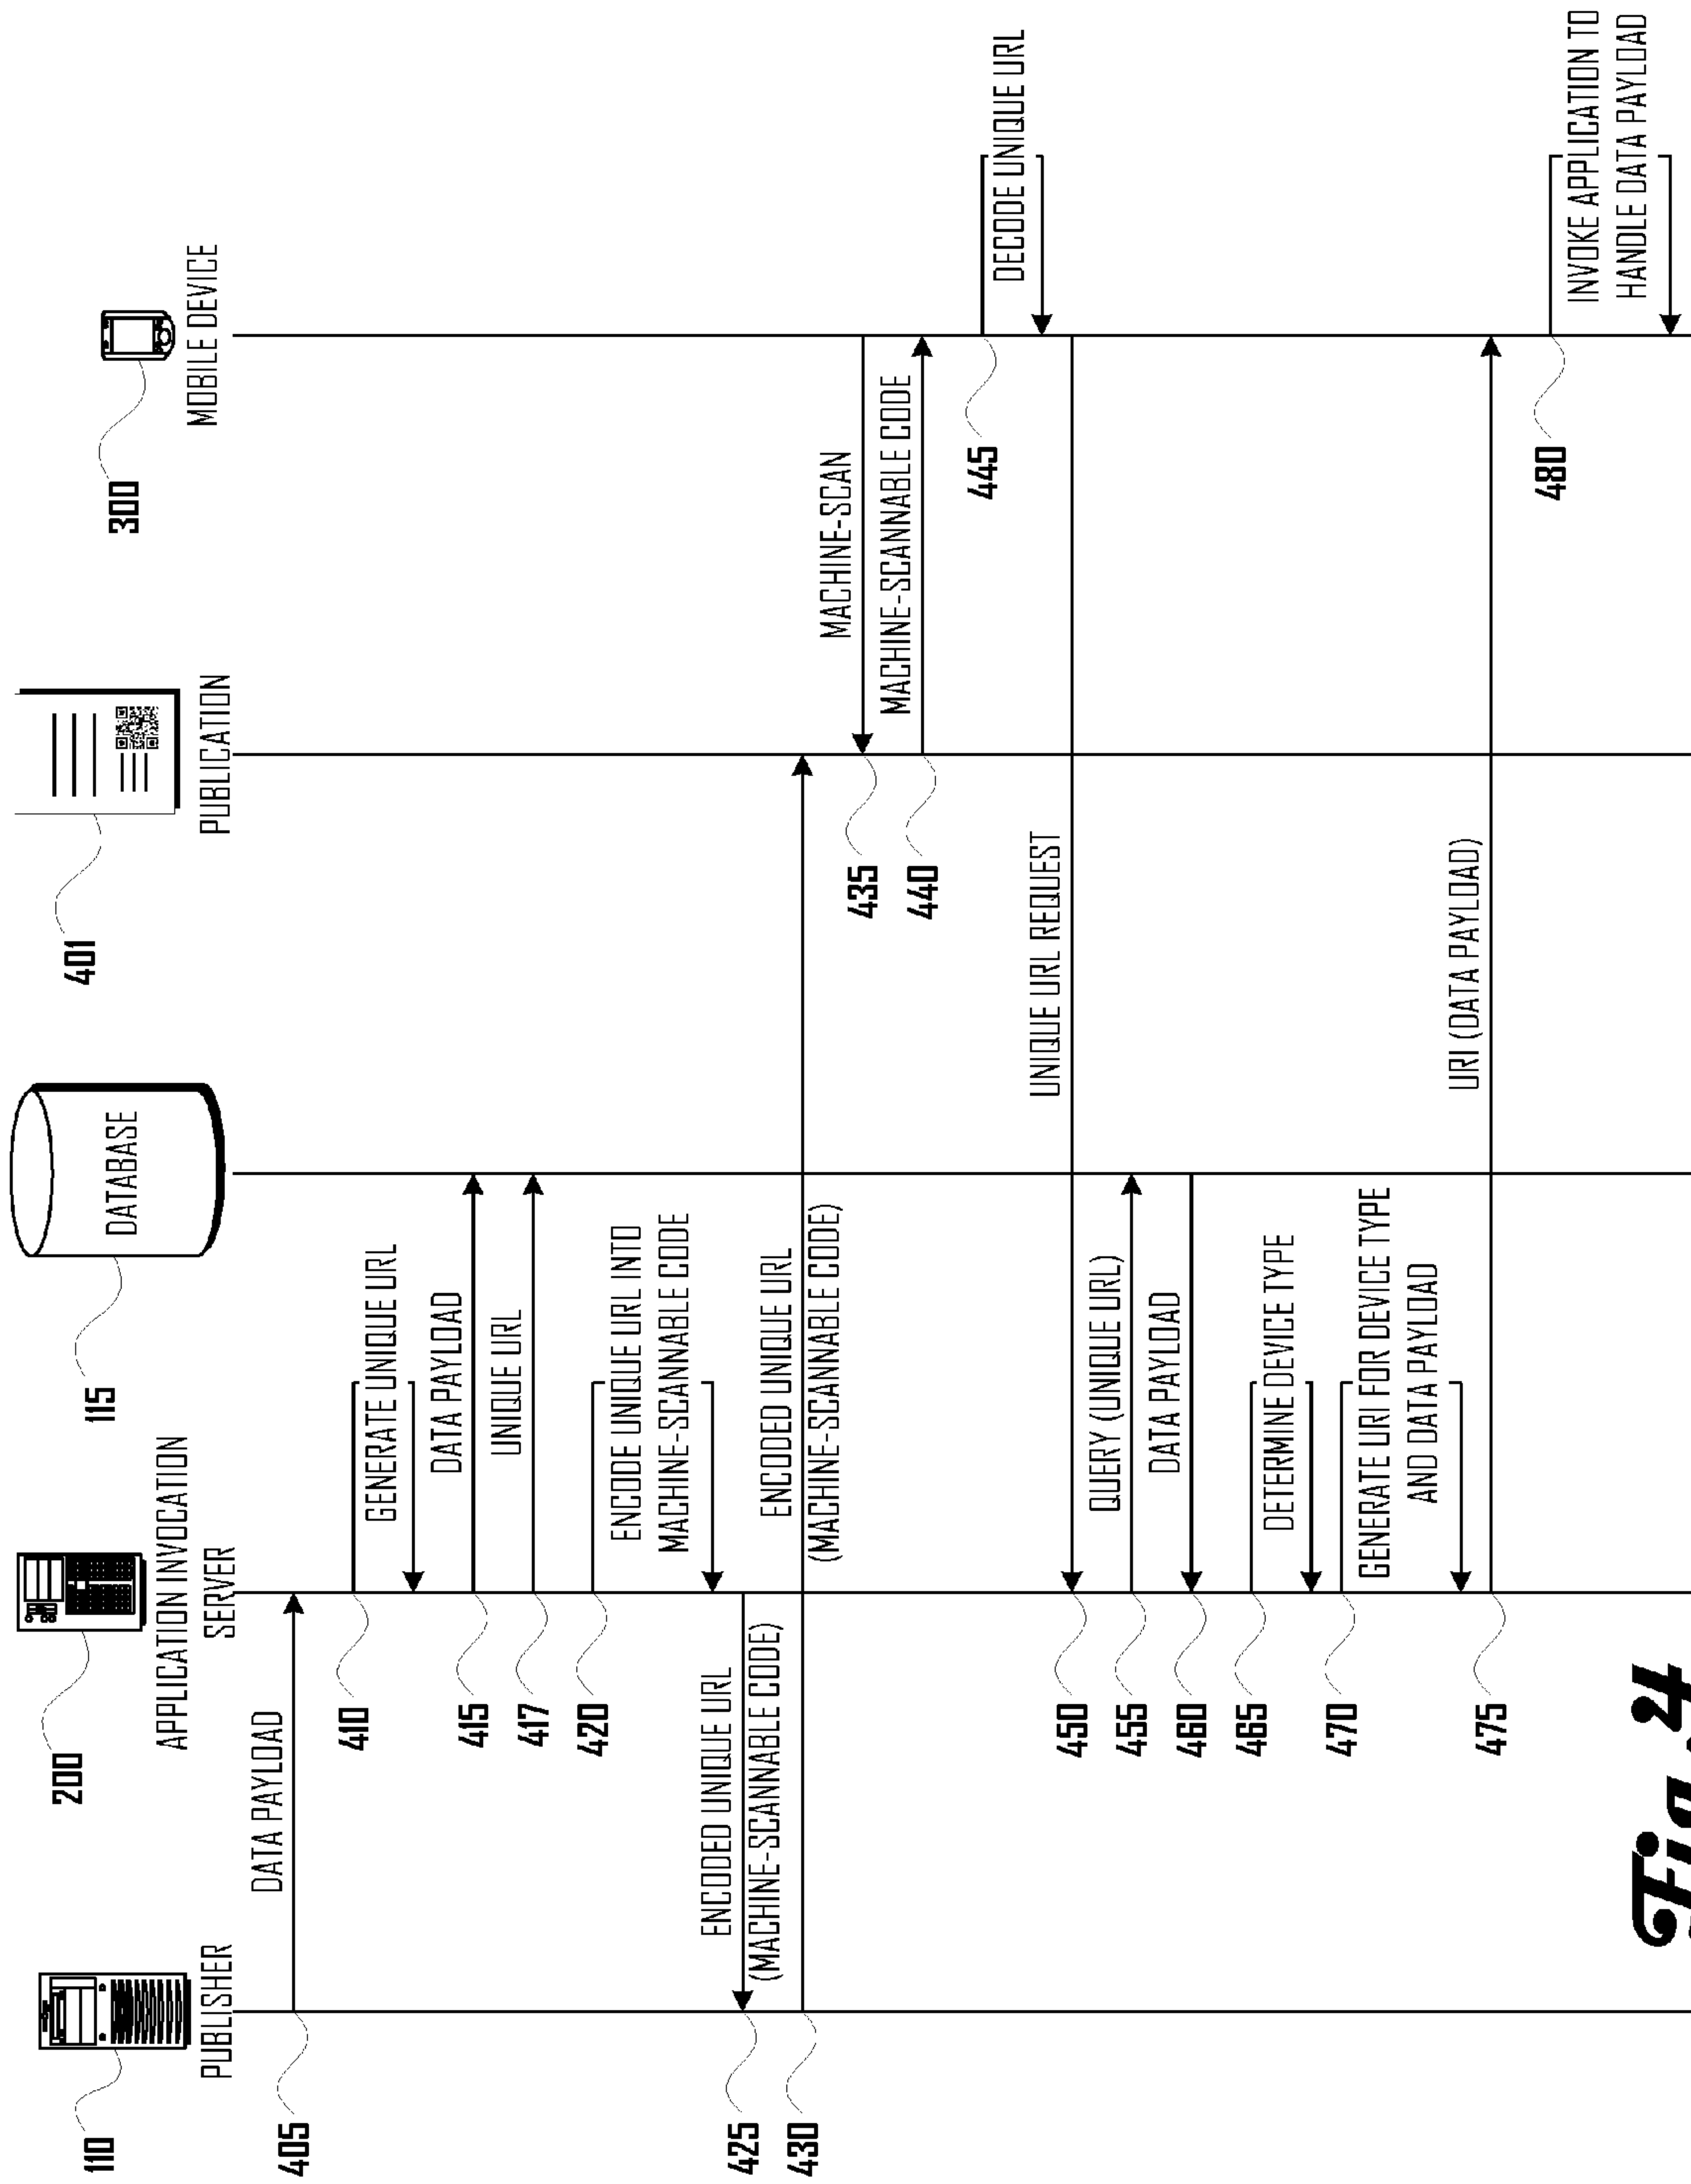 110
PUBLISHER
200
APPLICATION INVOCATION
SERVER
115
DATABASE
401
PUBLICATION
300
MOBILE DEVICE
405
DATA PAYLOAD
410
GENERATE UNIQUE URL
415
DATA PAYLOAD
417
UNIQUE URL
420
ENCODE UNIQUE URL INTO
MACHINE-SCANNABLE CODE
425
ENCODED UNIQUE URL
(MACHINE-SCANNABLE CODE)
430
ENCODED UNIQUE URL
(MACHINE-SCANNABLE CODE)
435
MACHINE-SCAN
440
MACHINE-SCANNABLE CODE
445
DECODE UNIQUE URL
450
UNIQUE URL REQUEST
455
QUERY (UNIQUE URL)
460
DATA PAYLOAD
465
DETERMINE DEVICE TYPE
470
GENERATE URI FOR DEVICE TYPE
AND DATA PAYLOAD
475
URI (DATA PAYLOAD)
480
INVOKE APPLICATION TO
HANDLE DATA PAYLOAD
Fig. 4